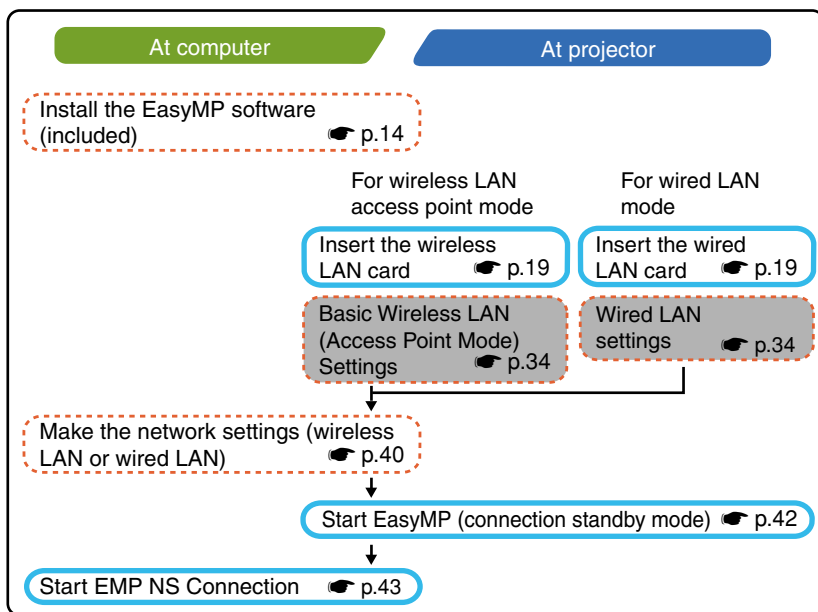 At computer
At projector
Install the EasyMP software
(included) ☛ p.14
For wireless LAN
access point mode
For wired LAN
mode
Insert the wireless
LAN card ☛ p.19
Insert the wired
LAN card ☛ p.19
Basic Wireless LAN
(Access Point Mode)
Settings ☛ p.34
Wired LAN
settings ☛ p.34
Make the network settings (wireless
LAN or wired LAN) ☛ p.40
Start EasyMP (connection standby mode) ☛ p.42
Start EMP NS Connection ☛ p.43